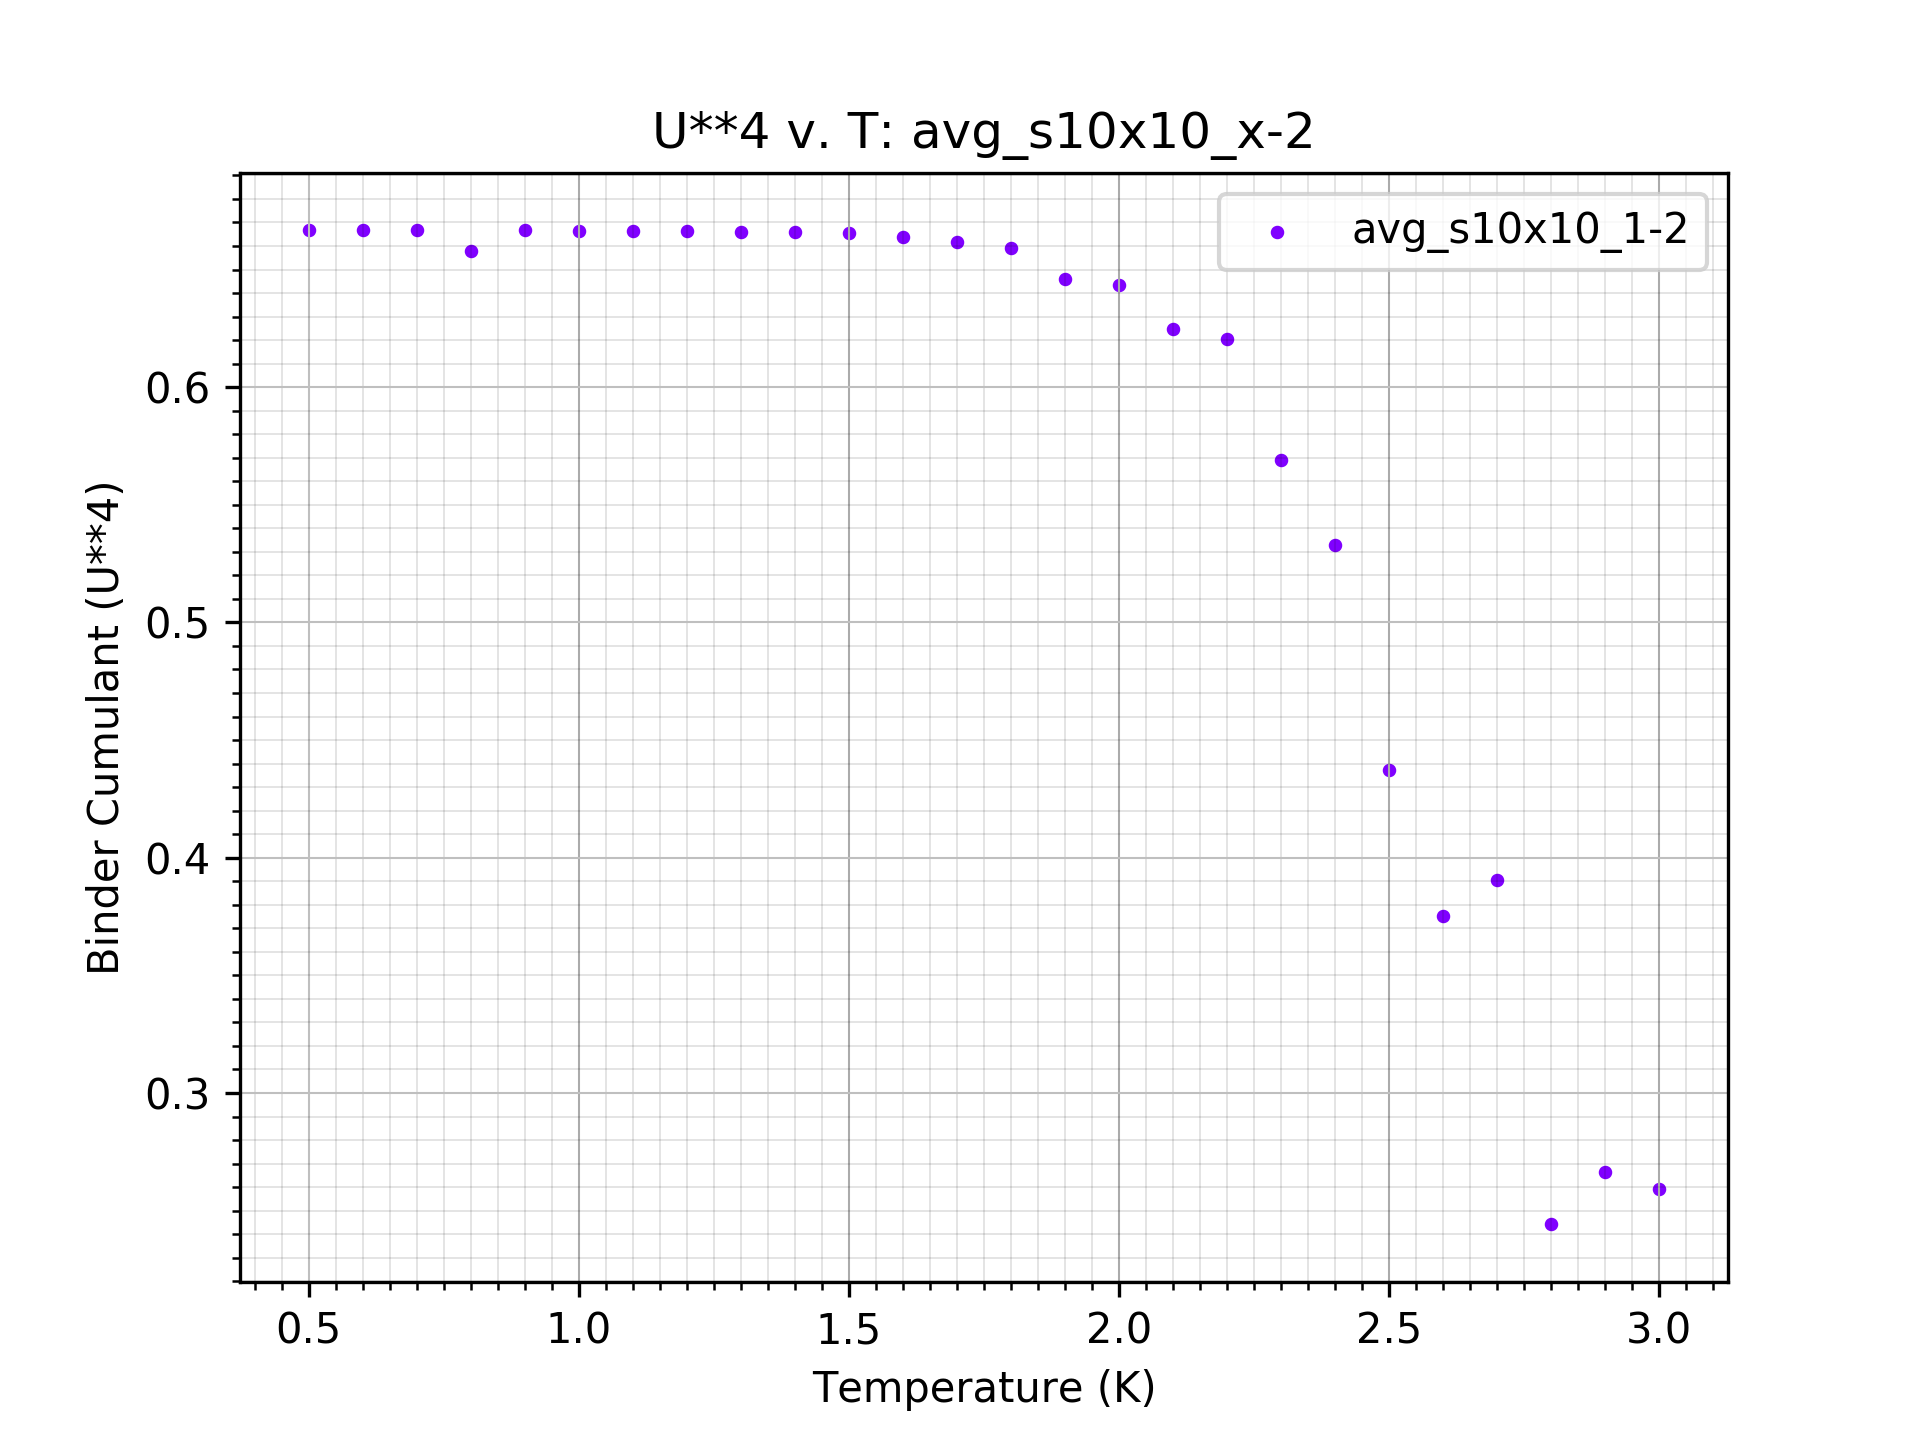 U**4 v. T: avg_s10x10_x-2
avg_s10x10_1-2
Binder Cumulant (U**4)
0.6
0.5
0.4
0.3
0.5 1.0 1.5 2.0 2.5 3.0
Temperature (K)